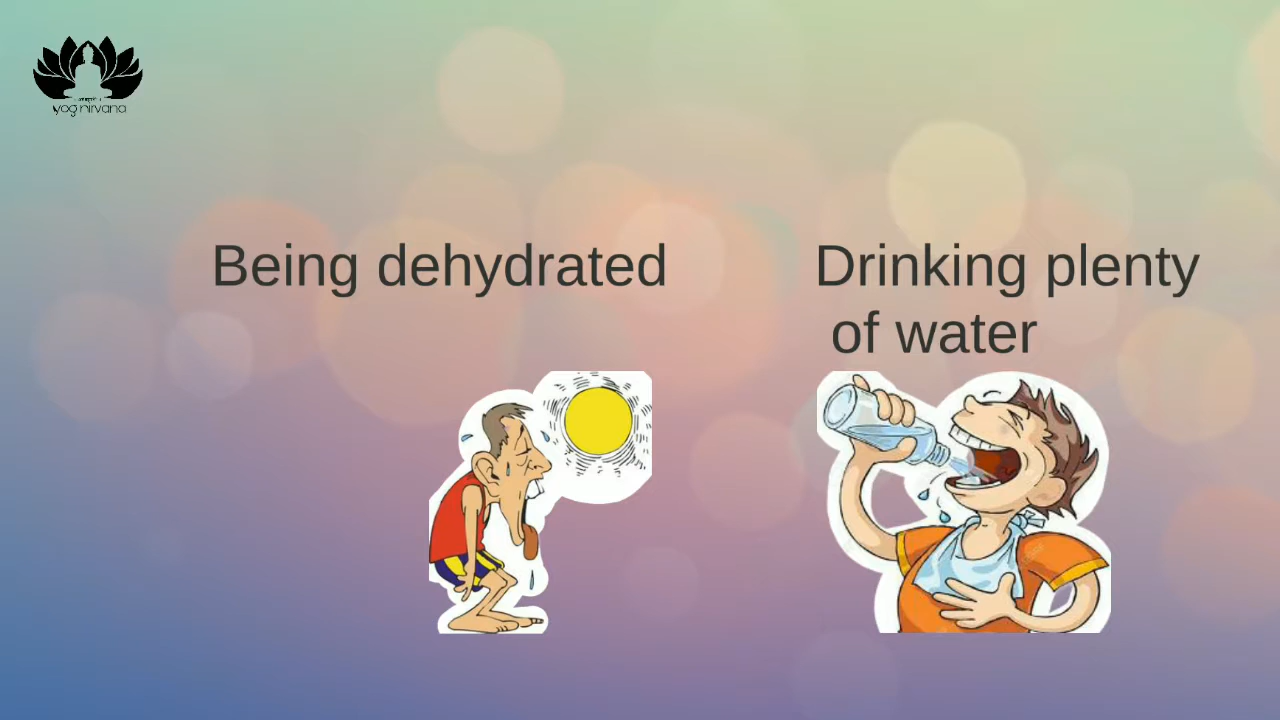 yog nirvana
Being dehydrated
Drinking plenty
of water